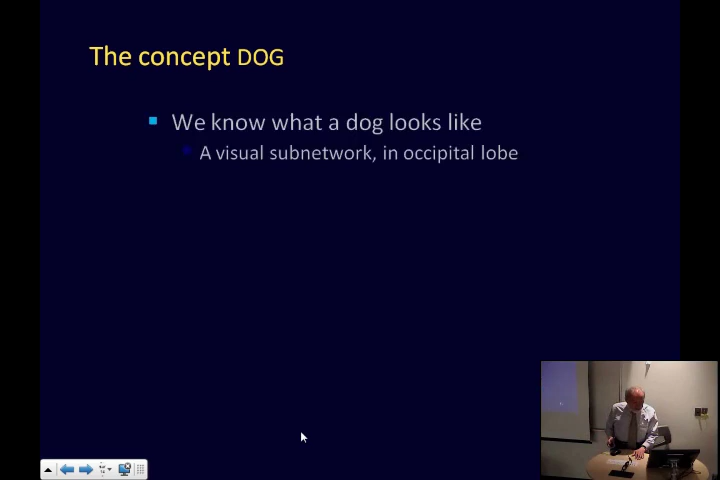 The concept DOG
We know what a dog looks like
A visual subnetwork, in occipital lobe